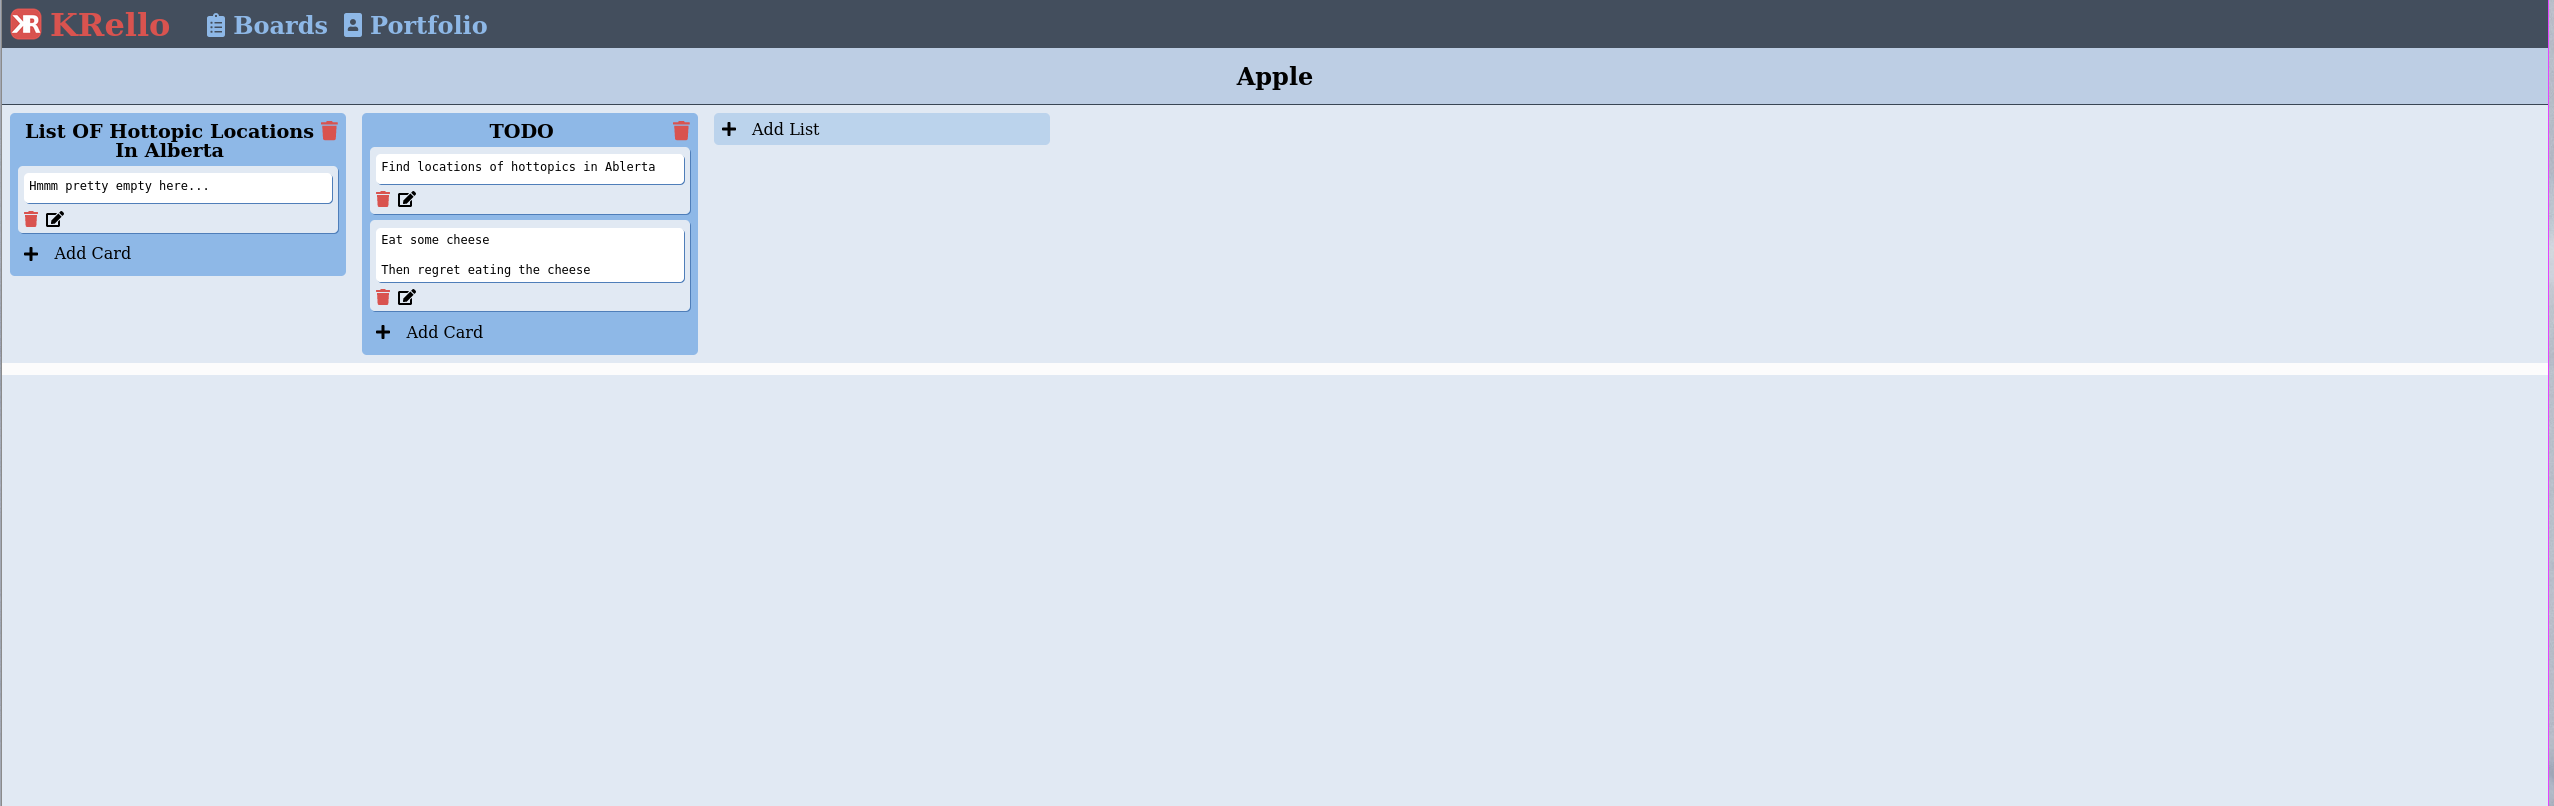 KR KRello Boards Portfolio
Apple
List OF Hottopic Locations
In Alberta
Hmmm pretty empty here...
Add Card
TODO
Find locations of hottopics in Ablerta
Eat some cheese
Then regret eating the cheese
Add Card
Add List